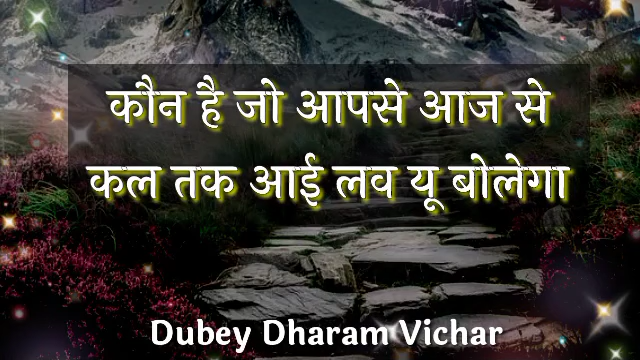 कौन है जो आपसे आज से
कल तक आई लव यू बोलेगा
Dubey Dharam Vichar